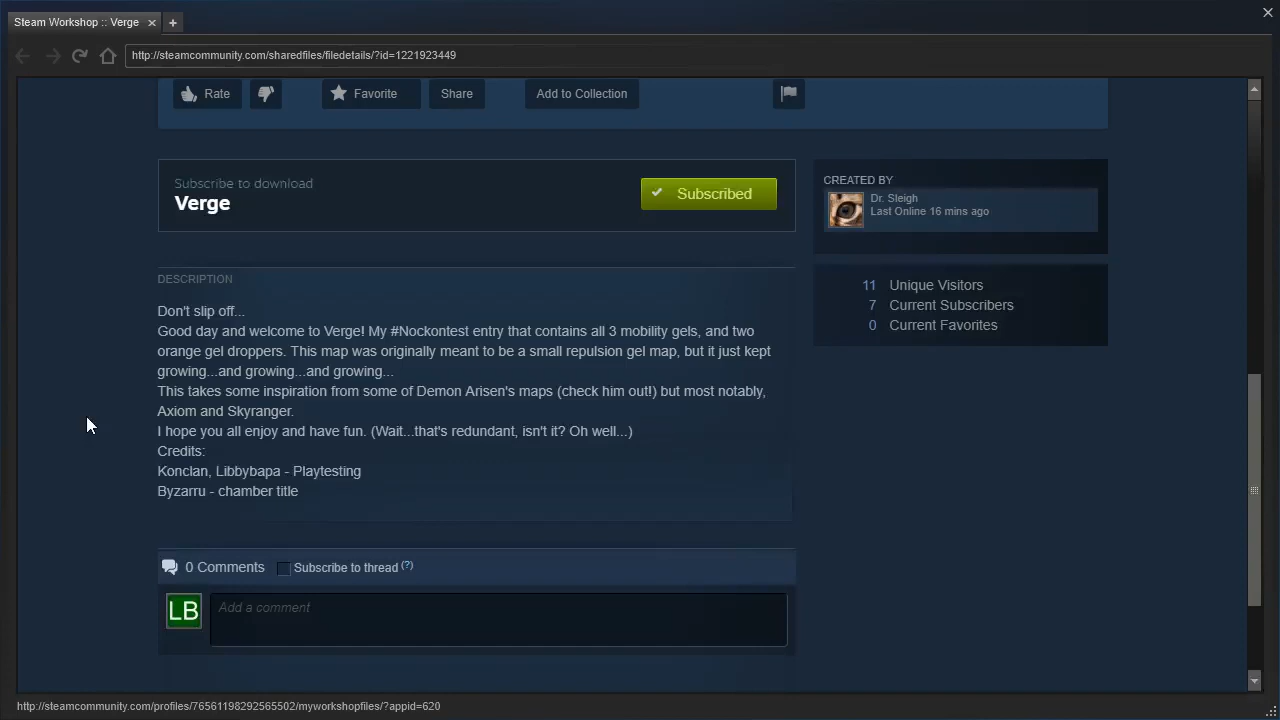 Steam Workshop :: Verge
http://steamcommunity.com/sharedfiles/filedetails/?id=1221923449
Rate
Favorite
Share
Add to Collection
Subscribe to download
Verge
Subscribed
CREATED BY
Dr. Sleigh
Last Online 16 mins ago
11 Unique Visitors
7 Current Subscribers
0 Current Favorites
DESCRIPTION
Don't slip off...
Good day and welcome to Verge! My #Nockontest entry that contains all 3 mobility gels, and two
orange gel droppers. This map was originally meant to be a small repulsion gel map, but it just kept
growing...and growing...and growing...
This takes some inspiration from some of Demon Arisen's maps (check him out!) but most notably,
Axiom and Skyranger.
I hope you all enjoy and have fun. (Wait...that's redundant, isn't it? Oh well...)
Credits:
Konclan, Libbybapa - Playtesting
Byzarru - chamber title
0 Comments
Subscribe to thread (?)
LB
Add a comment
http://steamcommunity.com/profiles/76561198292565502/myworkshopfiles/?appid=620